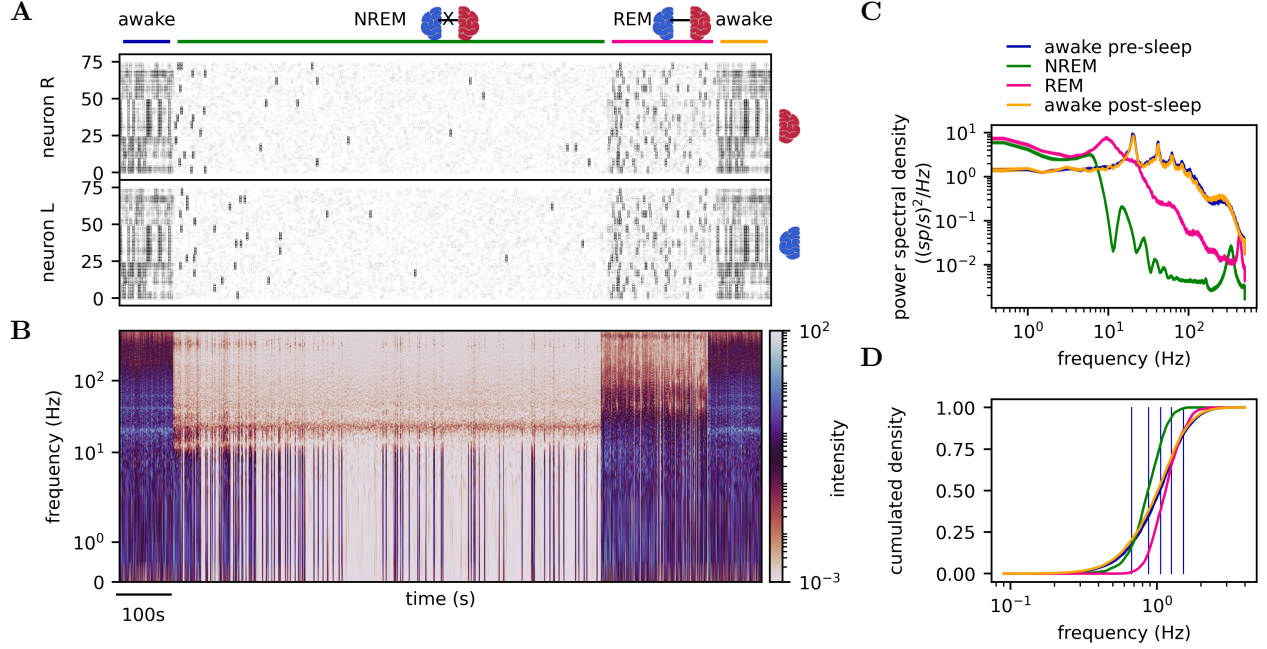 A
awake NREM X REM awake
neuron R
75
50
25
0
neuron L
75
50
25
0
B
frequency (Hz)
10²
10¹
10⁰
0
time (s)
100s
10²
10⁻³
intensity
C
awake pre-sleep
NREM
REM
awake post-sleep
power spectral density
((sp/s)²/Hz)
10¹
10⁰
10⁻¹
10⁻²
10⁰ 10¹ 10²
frequency (Hz)
D
cumulated density
1.00
0.75
0.50
0.25
0.00
10⁻¹ 10⁰
frequency (Hz)